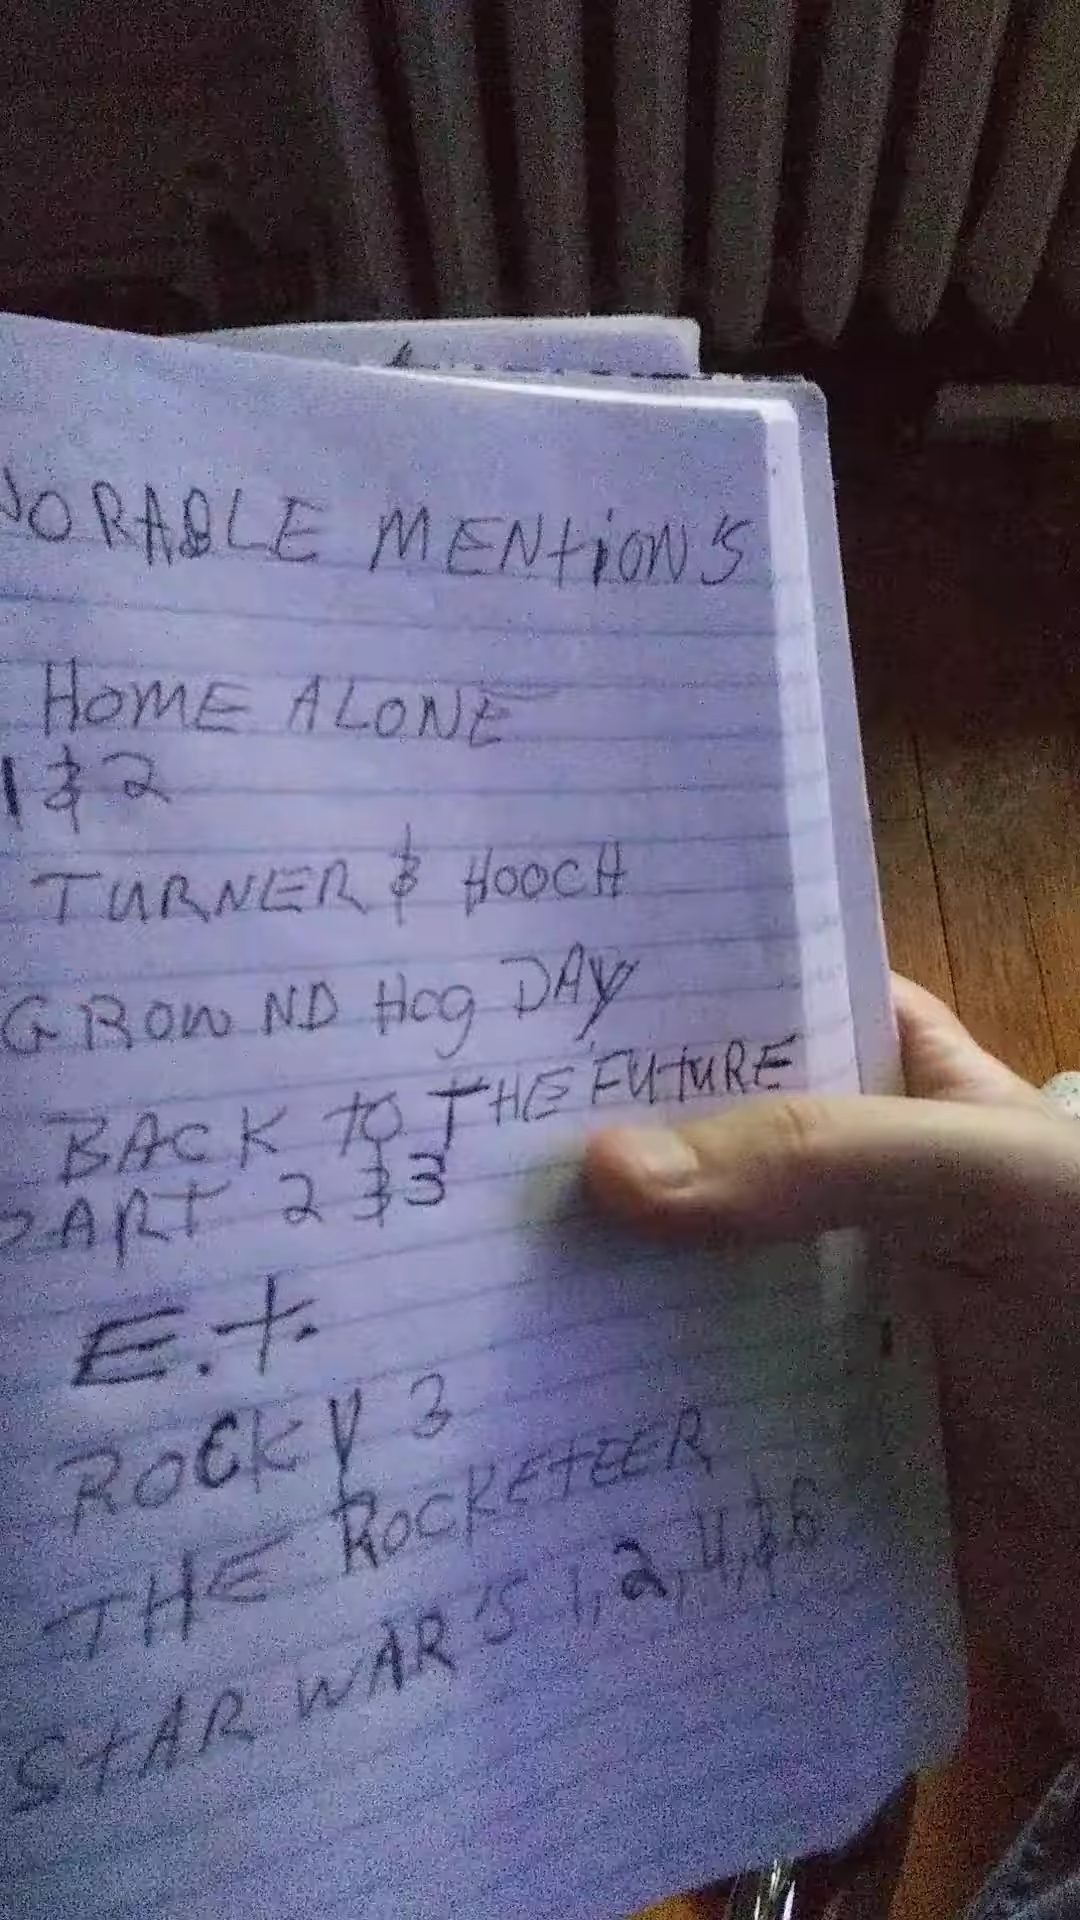 NORABLE MENtiON'S
HOME ALONE
1 & 2
TURNER & HOOCH
GROWND HOg DAY
BACK TO THE FUTURE
PART 2 & 3
E.t.
ROCKY 3
THE ROCKETEER
StAR WAR'S 1, 2, 4, & 6